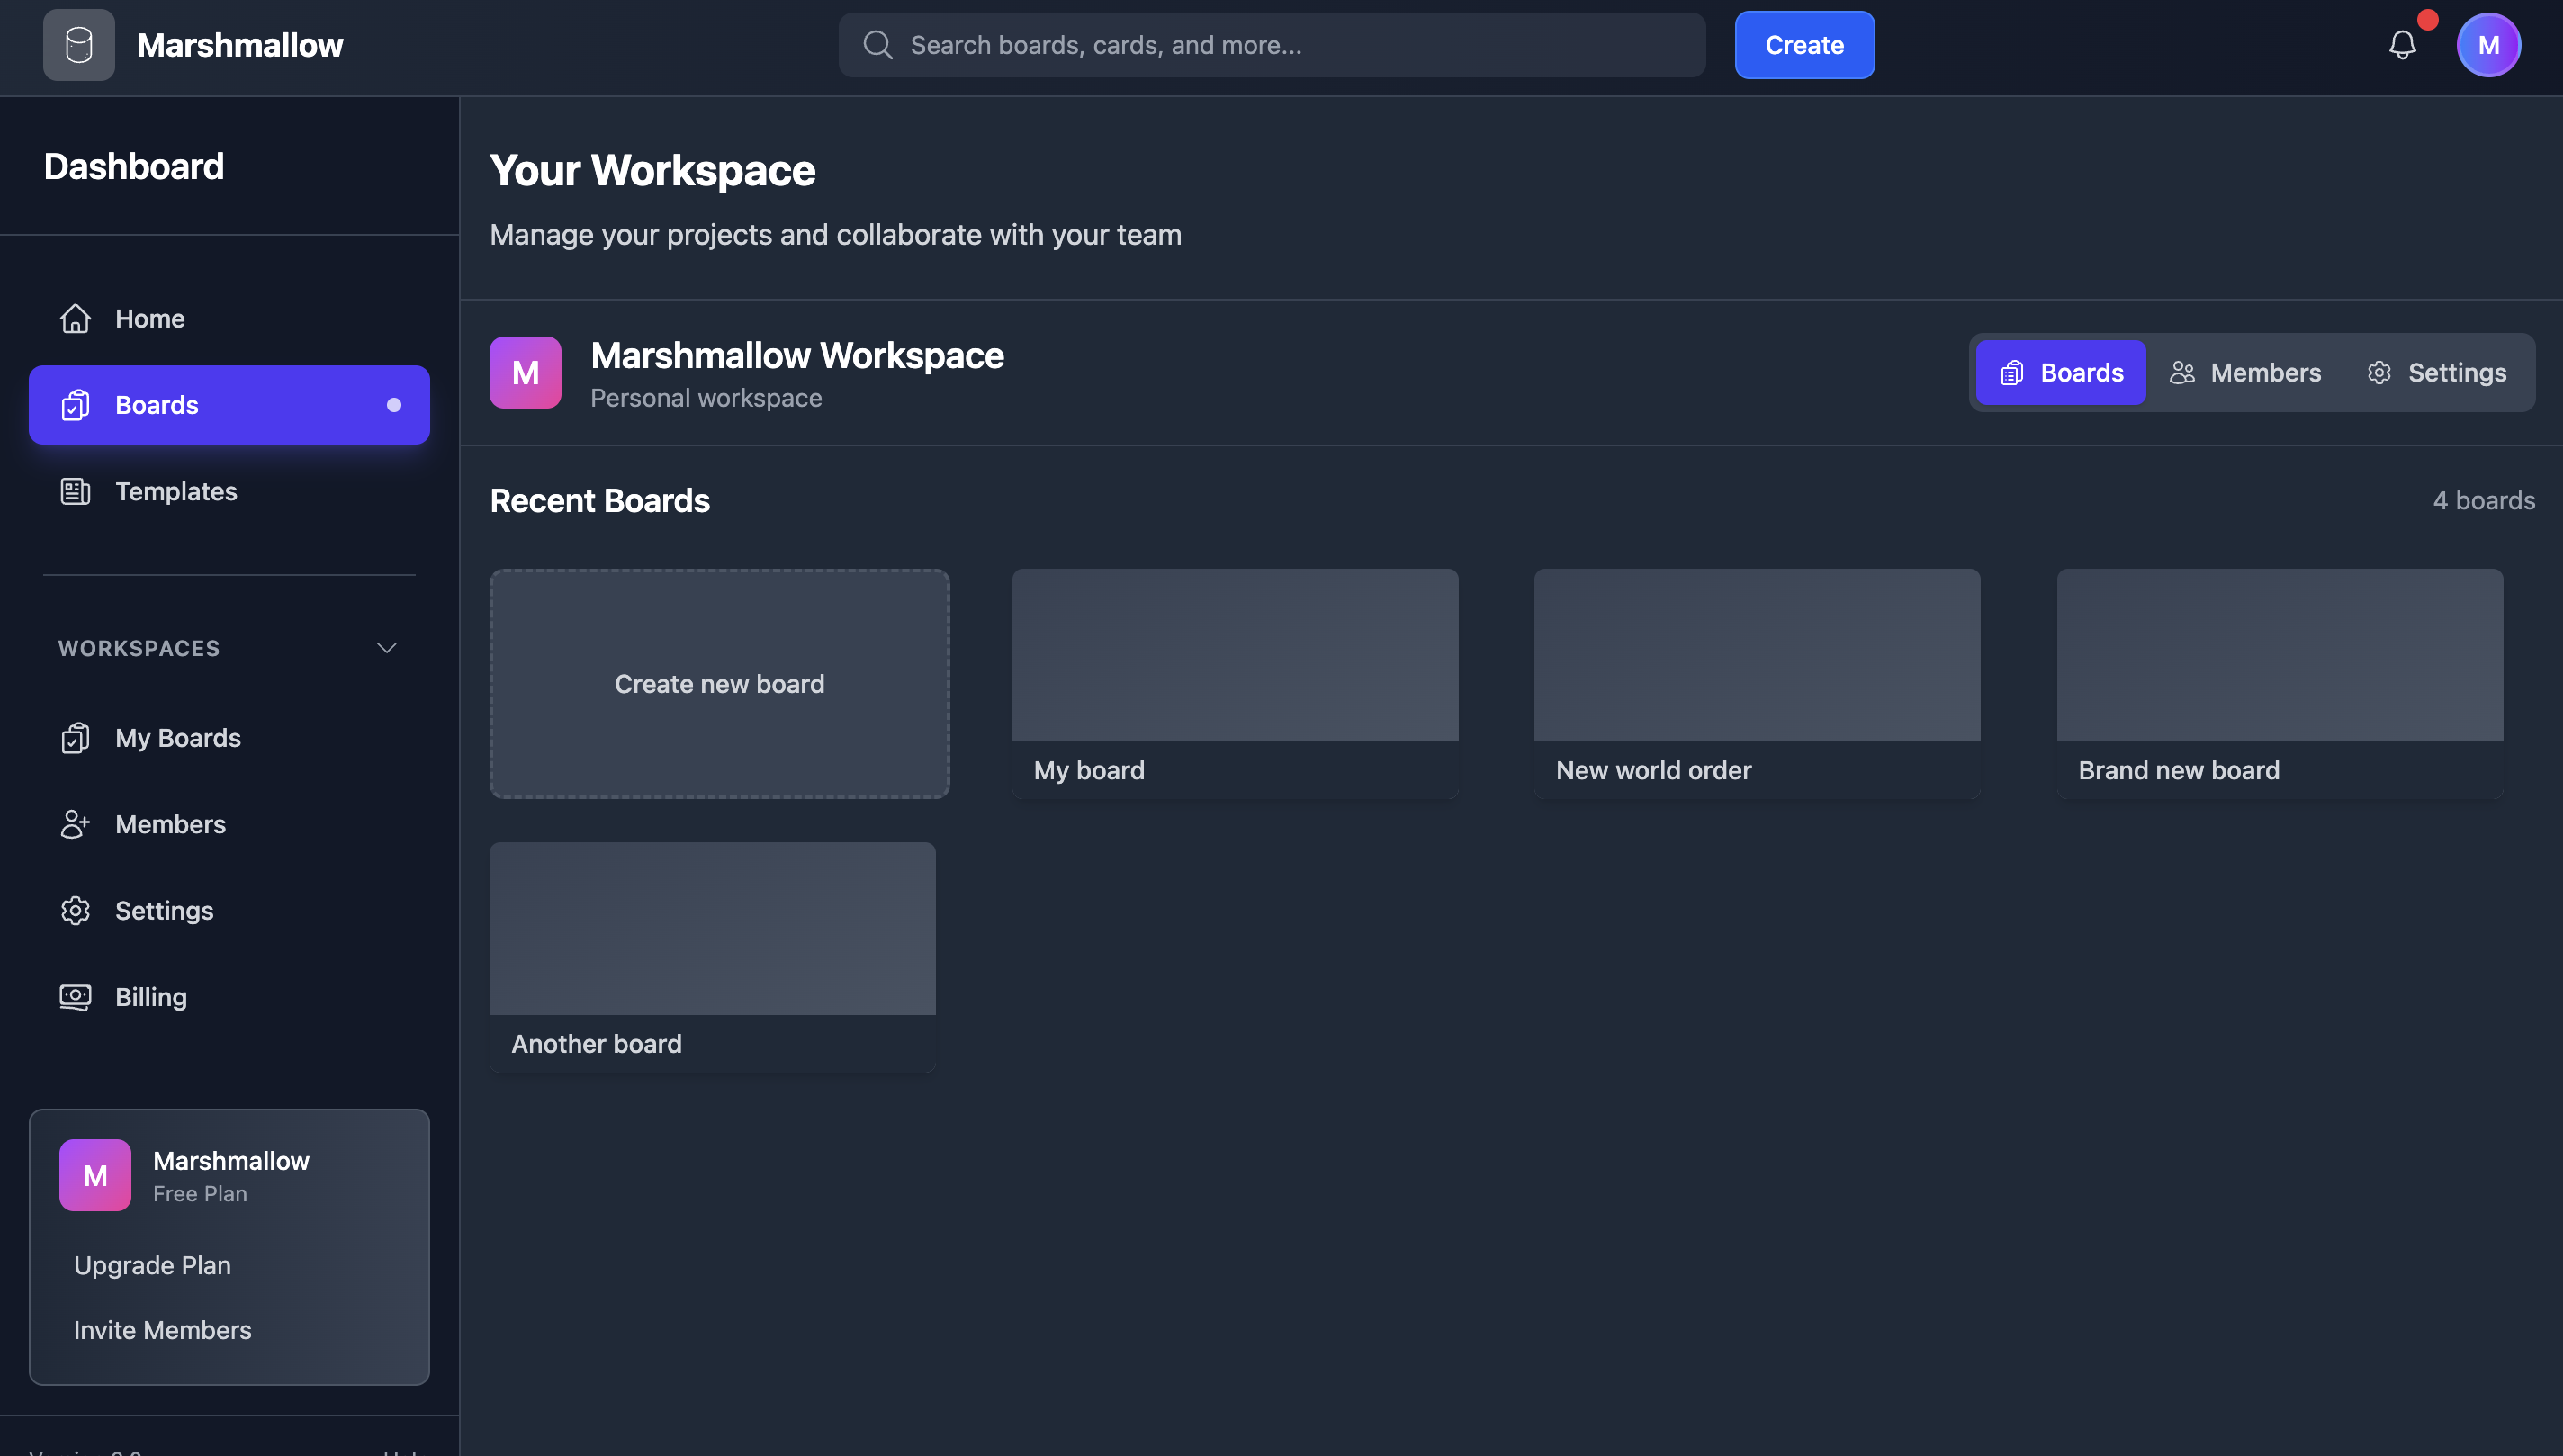 Marshmallow
Search boards, cards, and more...
Create
M
Dashboard
Home
Boards
Templates
WORKSPACES
My Boards
Members
Settings
Billing
M
Marshmallow
Free Plan
Upgrade Plan
Invite Members
Your Workspace
Manage your projects and collaborate with your team
M
Marshmallow Workspace
Personal workspace
Boards
Members
Settings
Recent Boards
4 boards
Create new board
My board
New world order
Brand new board
Another board